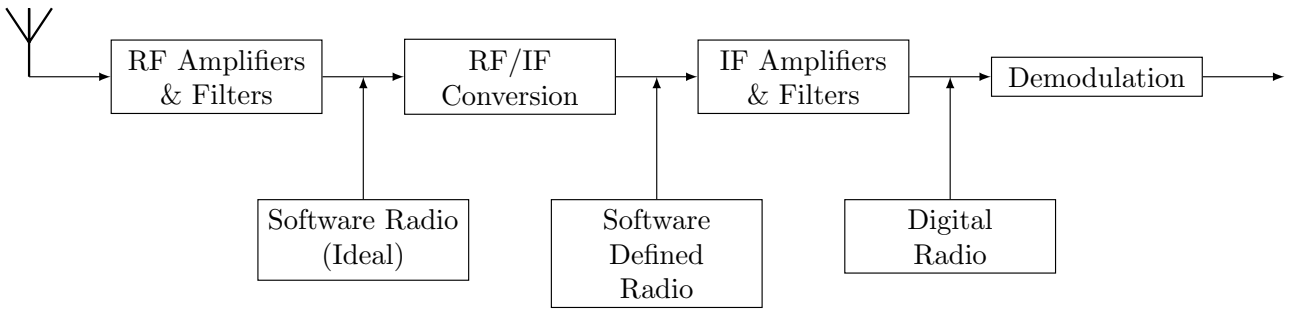 RF Amplifiers
& Filters
RF/IF
Conversion
IF Amplifiers
& Filters
Demodulation
Software Radio
(Ideal)
Software
Defined
Radio
Digital
Radio